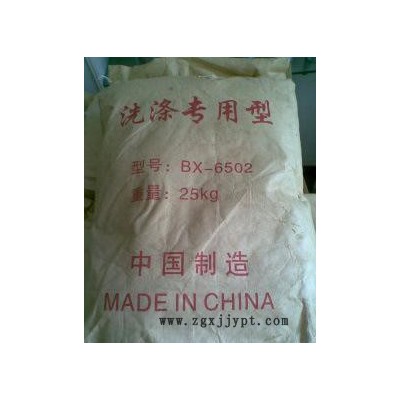 洗涤专用型
型号: BX-6502
重量: 25kg
中国制造
MADE IN CHINA
www.zgxjjypt.com